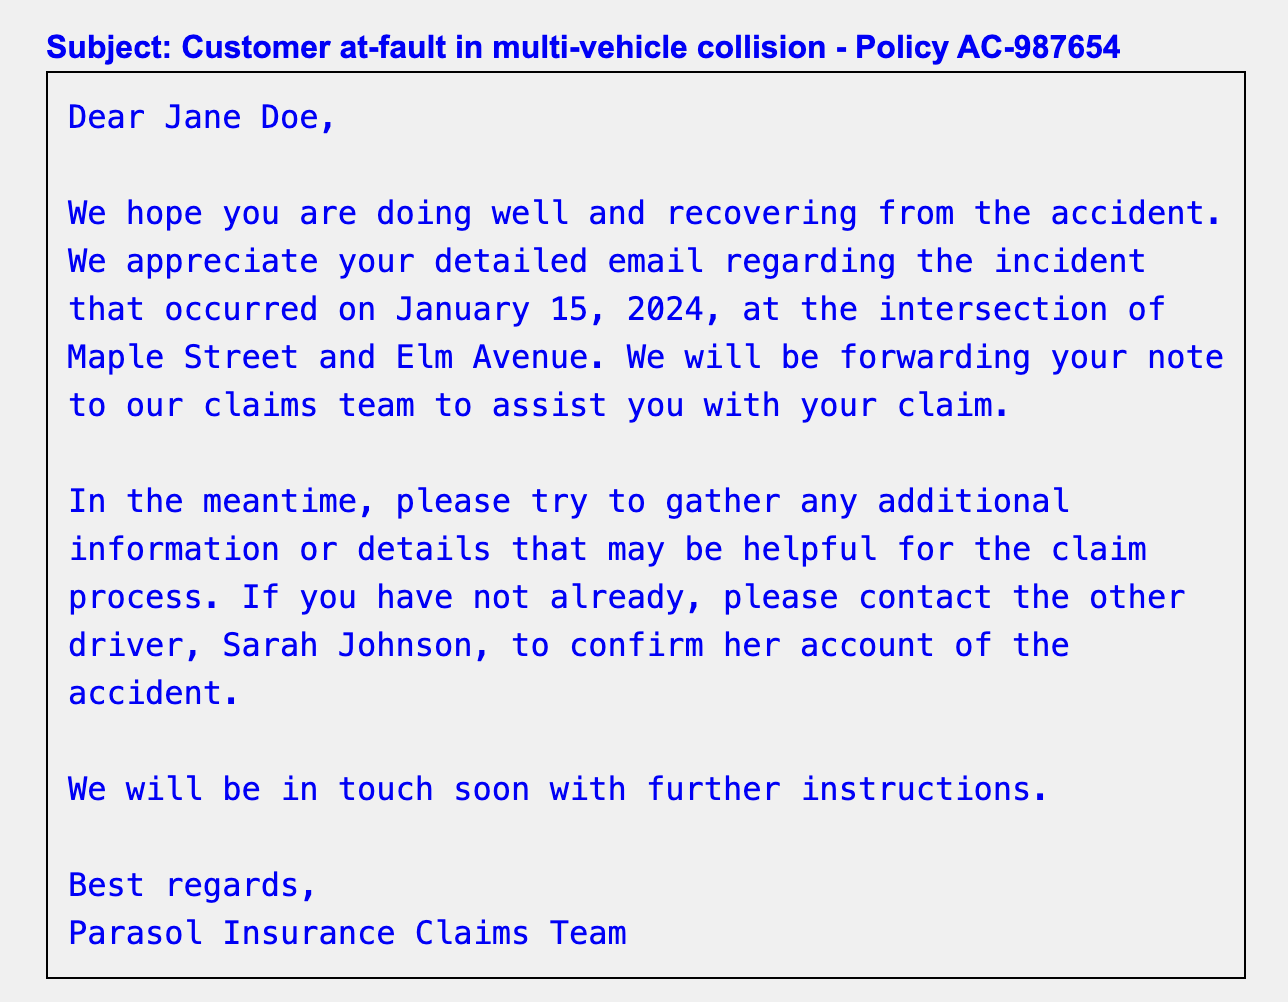 Subject: Customer at-fault in multi-vehicle collision - Policy AC-987654
Dear Jane Doe,
We hope you are doing well and recovering from the accident.
We appreciate your detailed email regarding the incident
that occurred on January 15, 2024, at the intersection of
Maple Street and Elm Avenue. We will be forwarding your note
to our claims team to assist you with your claim.
In the meantime, please try to gather any additional
information or details that may be helpful for the claim
process. If you have not already, please contact the other
driver, Sarah Johnson, to confirm her account of the
accident.
We will be in touch soon with further instructions.
Best regards,
Parasol Insurance Claims Team